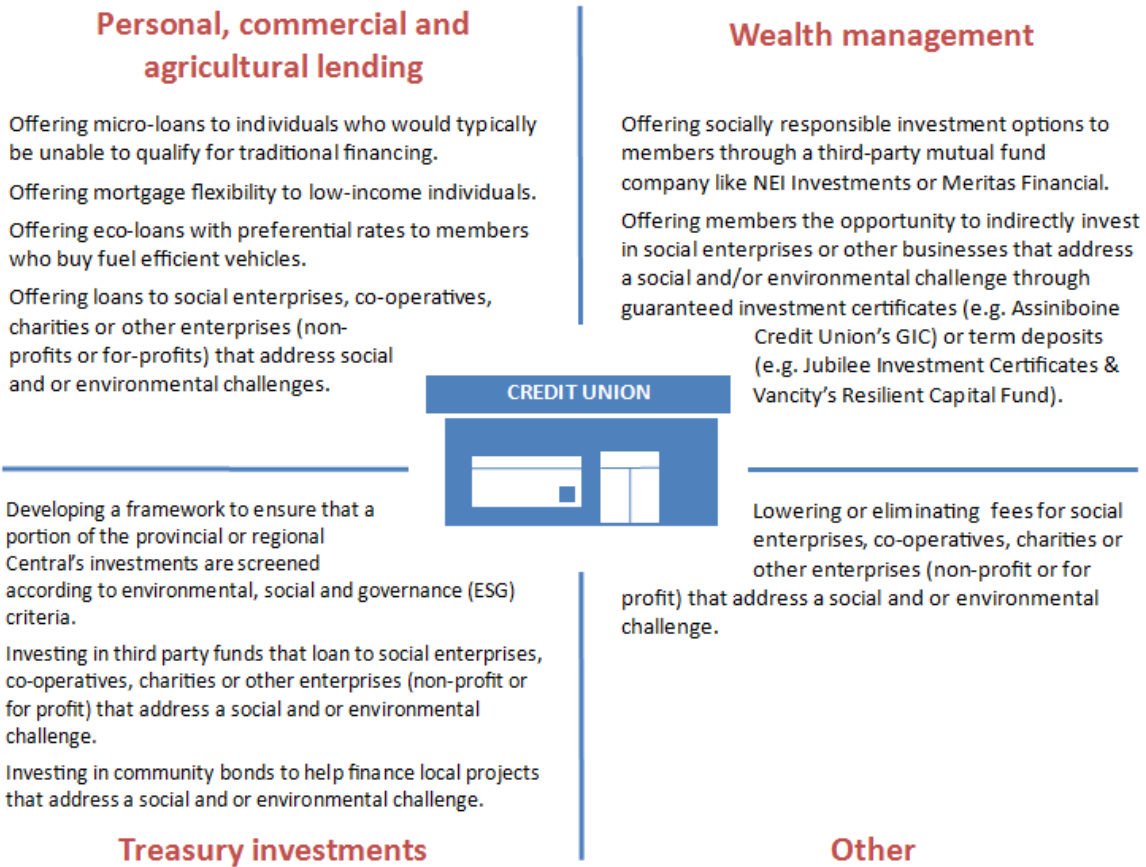 Personal, commercial and
agricultural lending
Offering micro-loans to individuals who would typically
be unable to qualify for traditional financing.
Offering mortgage flexibility to low-income individuals.
Offering eco-loans with preferential rates to members
who buy fuel efficient vehicles.
Offering loans to social enterprises, co-operatives,
charities or other enterprises (non-
profits or for-profits) that address social
and or environmental challenges.
Wealth management
Offering socially responsible investment options to
members through a third-party mutual fund
company like NEI Investments or Meritas Financial.
Offering members the opportunity to indirectly invest
in social enterprises or other businesses that address
a social and/or environmental challenge through
guaranteed investment certificates (e.g. Assiniboine
Credit Union's GIC) or term deposits
(e.g. Jubilee Investment Certificates &
Vancity's Resilient Capital Fund).
CREDIT UNION
Developing a framework to ensure that a
portion of the provincial or regional
Central's investments are screened
according to environmental, social and governance (ESG)
criteria.
Investing in third party funds that loan to social enterprises,
co-operatives, charities or other enterprises (non-profit or
for profit) that address a social and or environmental
challenge.
Investing in community bonds to help finance local projects
that address a social and or environmental challenge.
Treasury investments
Lowering or eliminating fees for social
enterprises, co-operatives, charities or
other enterprises (non-profit or for
profit) that address a social and or environmental
challenge.
Other